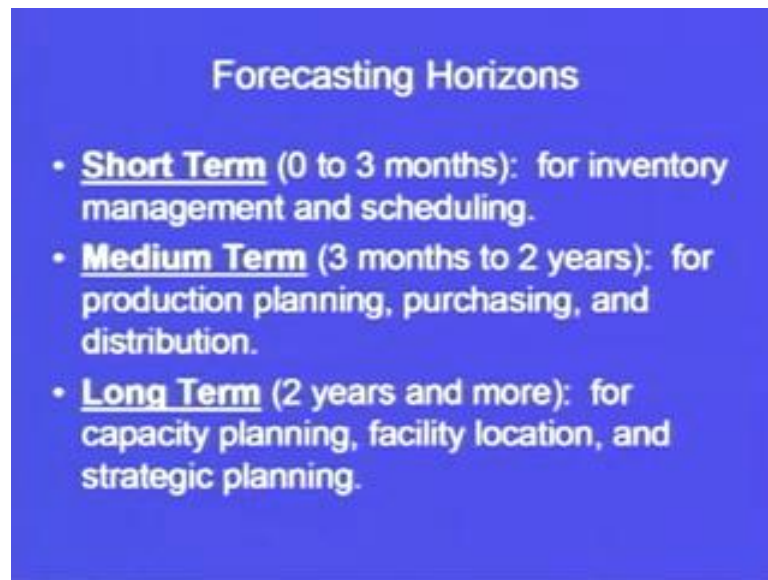 Forecasting Horizons
• Short Term (0 to 3 months): for inventory
management and scheduling.
• Medium Term (3 months to 2 years): for
production planning, purchasing, and
distribution.
• Long Term (2 years and more): for
capacity planning, facility location, and
strategic planning.